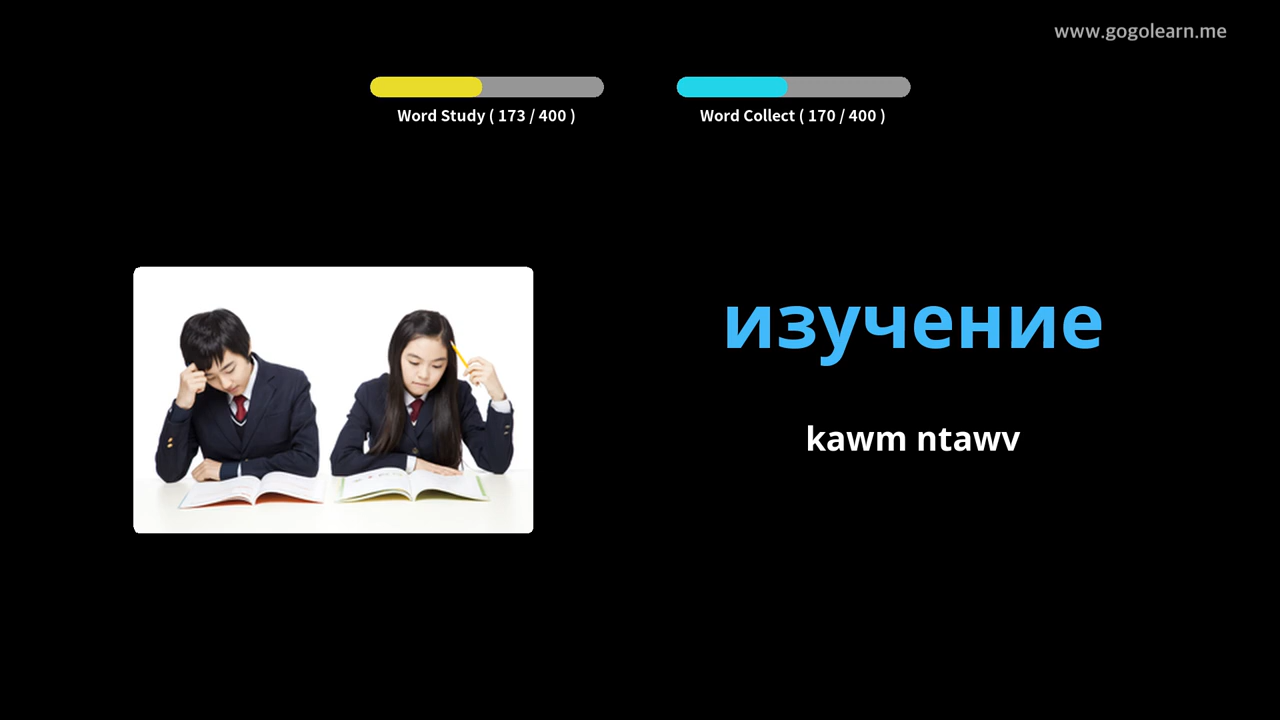 www.gogolearn.me
Word Study ( 173 / 400 )
Word Collect ( 170 / 400 )
изучение
kawm ntawv